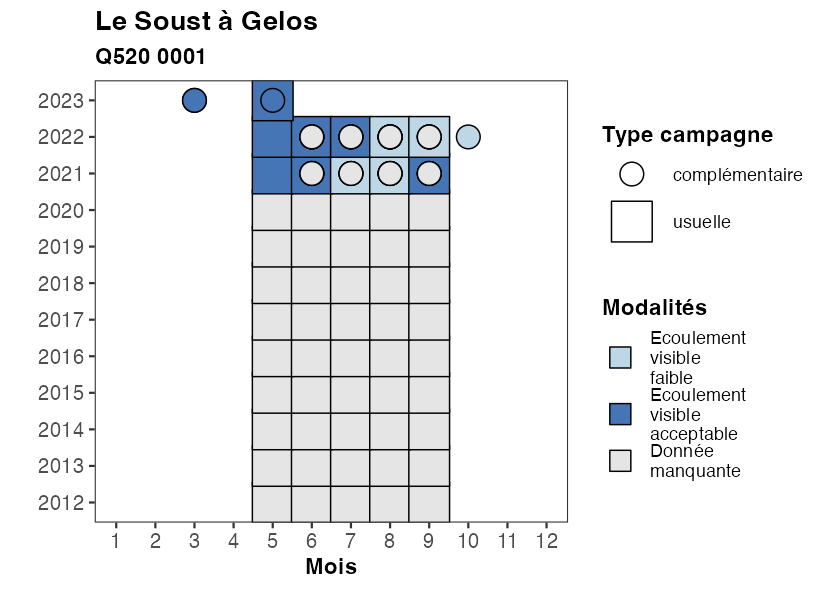 Le Soust à Gelos
Q520 0001
2023
2022
2021
2020
2019
2018
2017
2016
2015
2014
2013
2012
1 2 3 4 5 6 7 8 9 10 11 12
Mois
Type campagne
complémentaire
usuelle
Modalités
Ecoulement
visible
faible
Ecoulement
visible
acceptable
Donnée
manquante